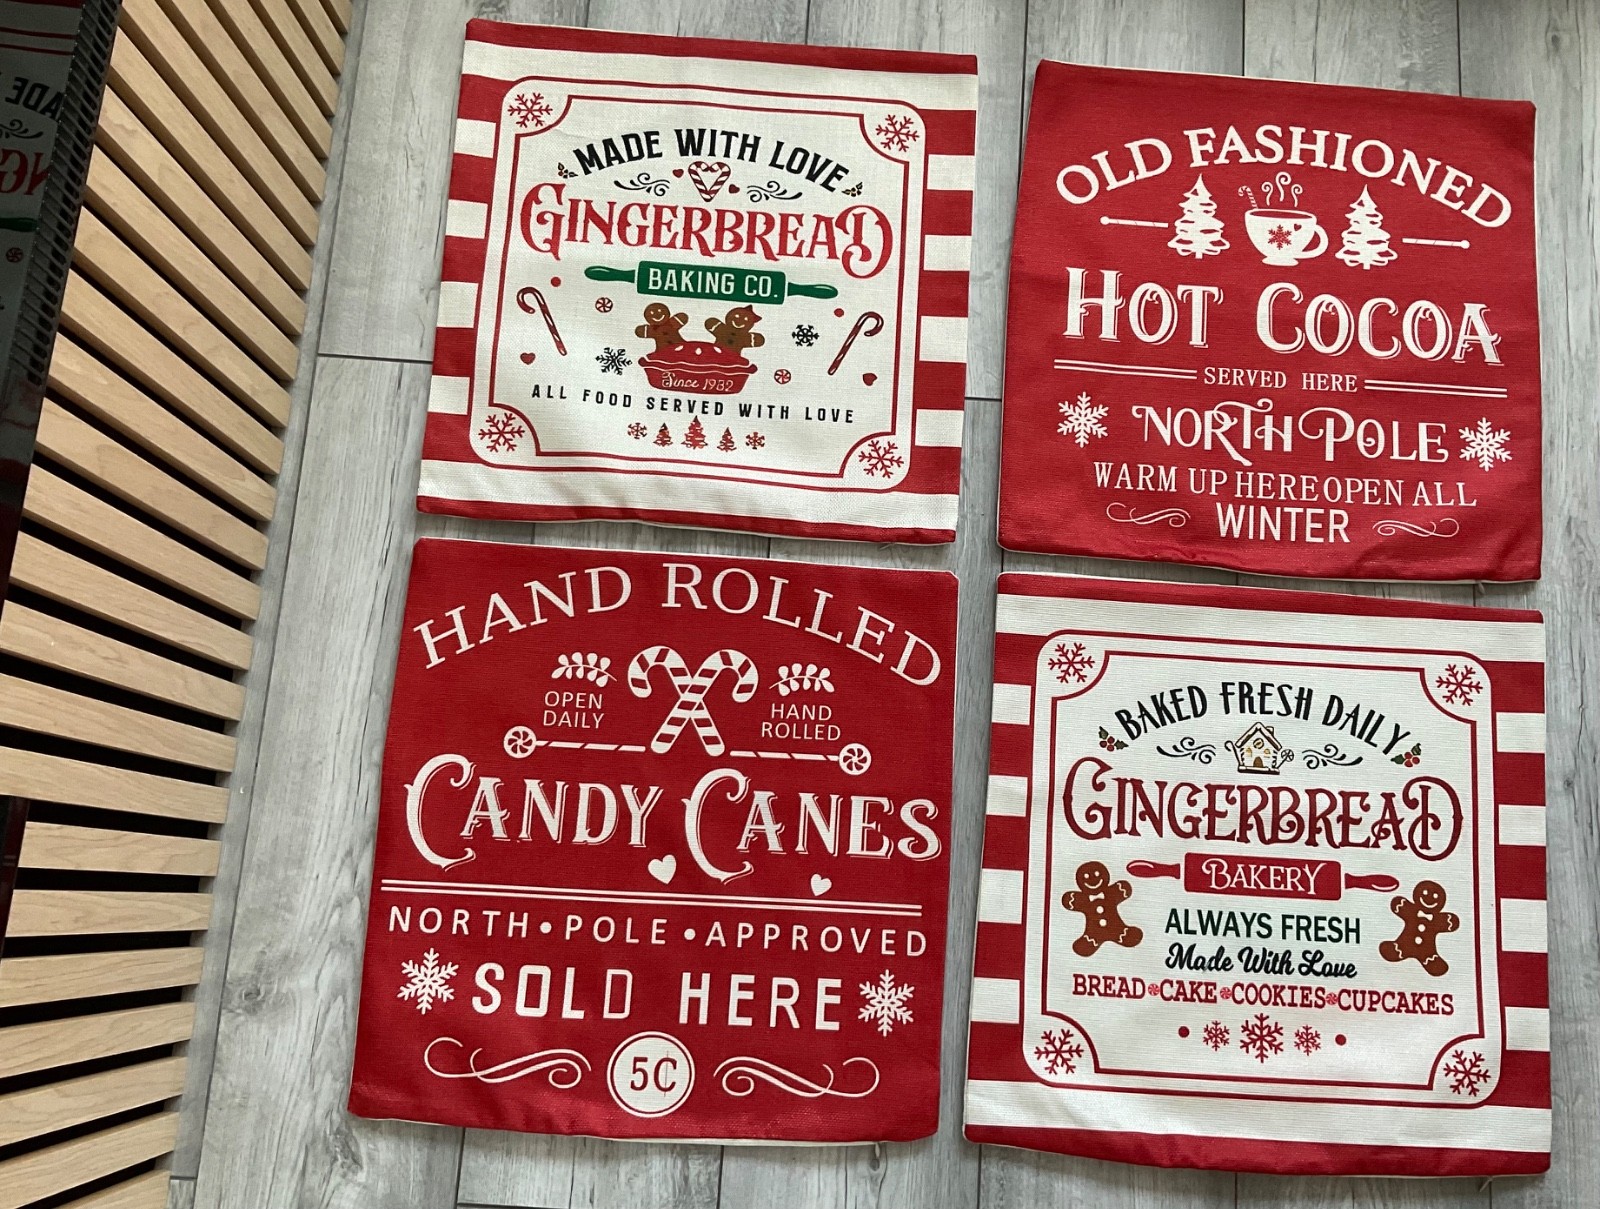 MADE WITH LOVE
GINGERBREAD
BAKING CO.
Since 1982
ALL FOOD SERVED WITH LOVE
OLD FASHIONED
HOT COCOA
SERVED HERE
NORTH POLE
WARM UP HERE OPEN ALL
WINTER
HAND ROLLED
OPEN
DAILY
HAND
ROLLED
CANDY CANES
NORTH•POLE•APPROVED
SOLD HERE
5¢
BAKED FRESH DAILY
GINGERBREAD
BAKERY
ALWAYS FRESH
Made With Love
BREAD CAKE COOKIES CUPCAKES